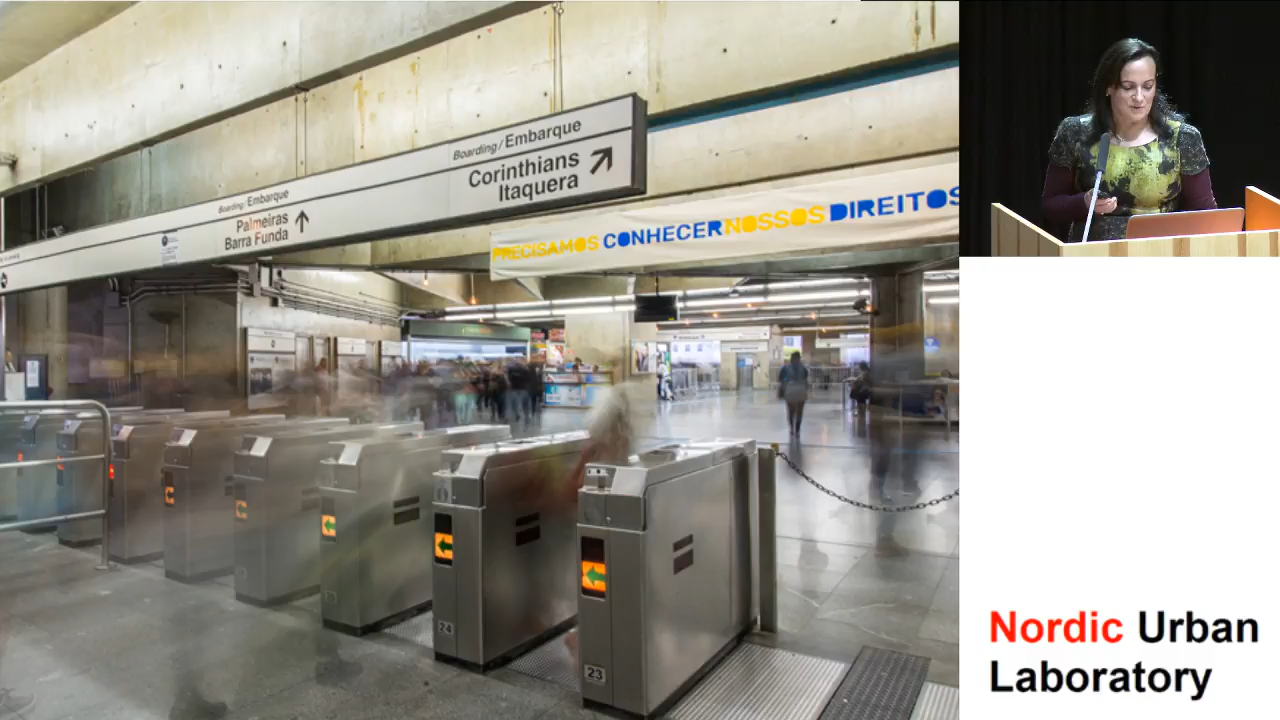 Boarding/Embarque
Corinthians
Itaquera
Boarding/Embarque
Palmeiras
Barra Funda
PRECISAMOS CONHECER NOSSOS DIREITOS
24
23
Nordic Urban
Laboratory